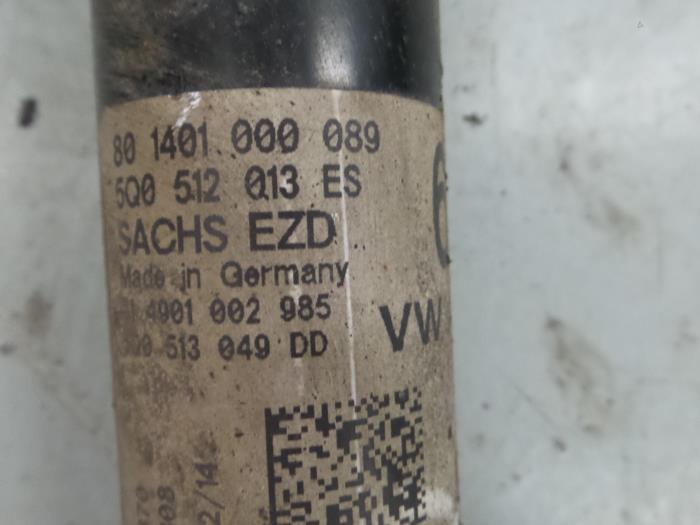 80 1401 000 089
5Q0 512 013 ES
SACHS EZD
Made in Germany
4901 002 985
513 049 DD
VW